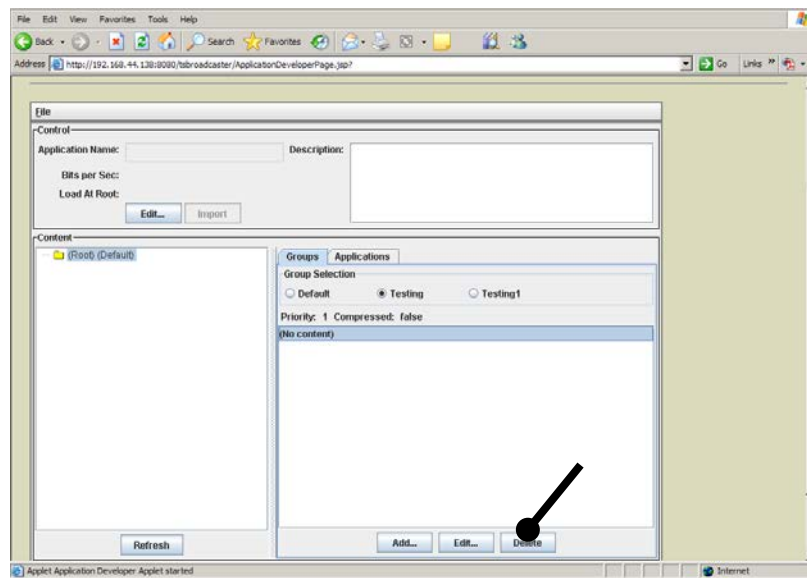 File Edit View Favorites Tools Help
Back Search Favorites
Address http://192.168.44.138:8080/tsbroadcaster/ApplicationDeveloperPage.jsp? Go Links »
File
Control
Application Name: Description:
Bits per Sec:
Load At Root:
Edit... Import
Content
(Root) (Default)
Groups Applications
Group Selection
Default Testing Testing1
Priority: 1 Compressed: false
(No content)
Refresh Add... Edit... Delete
Applet Application Developer Applet started Internet